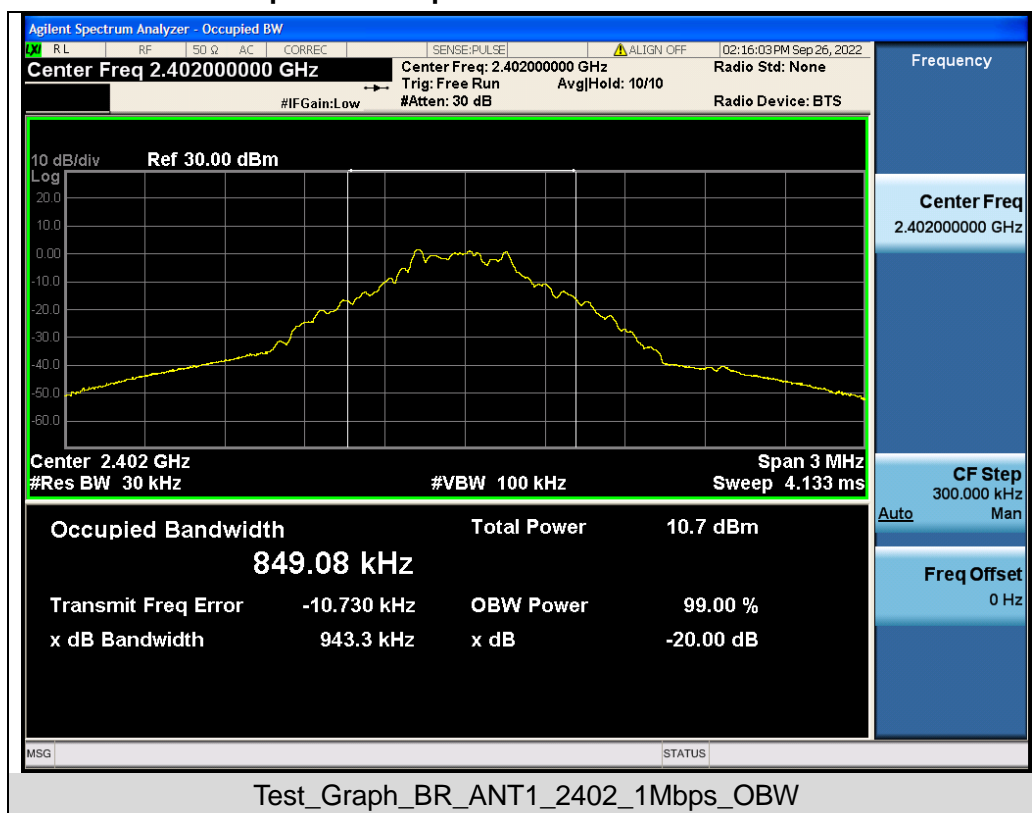 Agilent Spectrum Analyzer - Occupied BW
LXI RL RF 50 Ω AC CORREC SENSE:PULSE ALIGN OFF 02:16:03 PM Sep 26, 2022
Center Freq 2.402000000 GHz
Center Freq: 2.402000000 GHz
Radio Std: None
Trig: Free Run Avg|Hold: 10/10
#IFGain:Low
#Atten: 30 dB
Radio Device: BTS
10 dB/div Ref 30.00 dBm
Log
20.0
10.0
0.00
-10.0
-20.0
-30.0
-40.0
-50.0
-60.0
Center 2.402 GHz Span 3 MHz
#Res BW 30 kHz #VBW 100 kHz Sweep 4.133 ms
Occupied Bandwidth Total Power 10.7 dBm
849.08 kHz
Transmit Freq Error -10.730 kHz OBW Power 99.00 %
x dB Bandwidth 943.3 kHz x dB -20.00 dB
MSG STATUS
Frequency
Center Freq
2.402000000 GHz
CF Step
300.000 kHz
Auto Man
Freq Offset
0 Hz
Test_Graph_BR_ANT1_2402_1Mbps_OBW